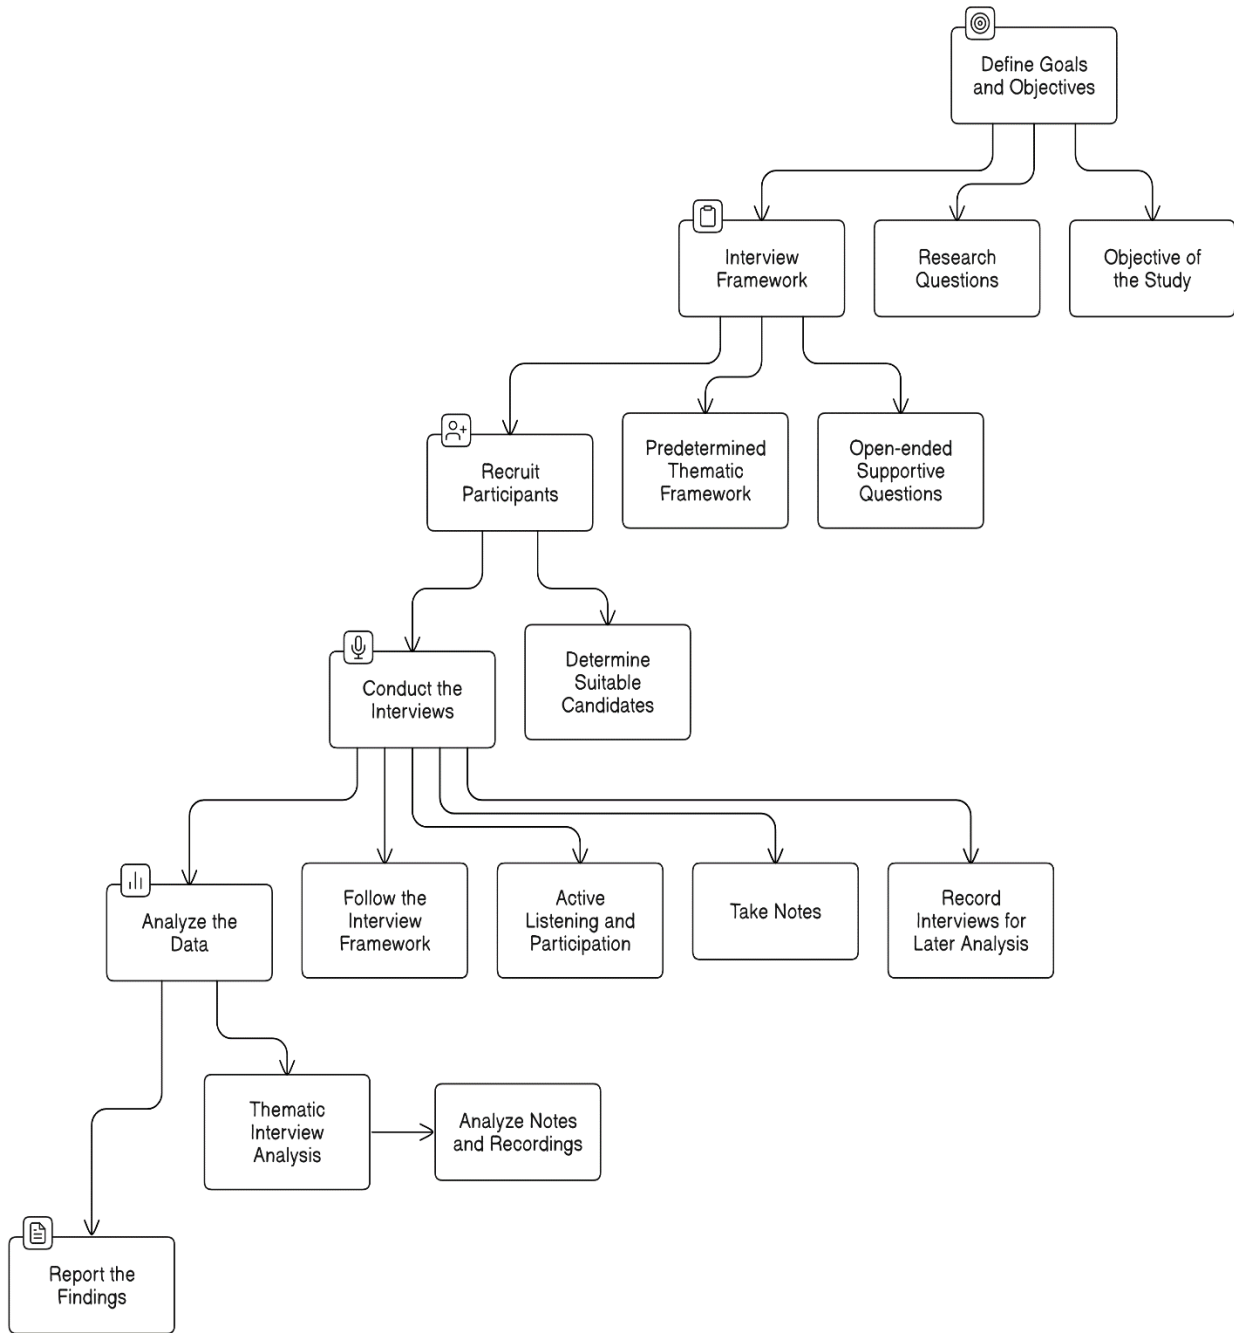 Define Goals
and Objectives
Interview
Framework
Research
Questions
Objective of
the Study
Recruit
Participants
Predetermined
Thematic
Framework
Open-ended
Supportive
Questions
Conduct the
Interviews
Determine
Suitable
Candidates
Analyze the
Data
Follow the
Interview
Framework
Active
Listening and
Participation
Take Notes
Record
Interviews for
Later Analysis
Thematic
Interview
Analysis
Analyze Notes
and Recordings
Report the
Findings